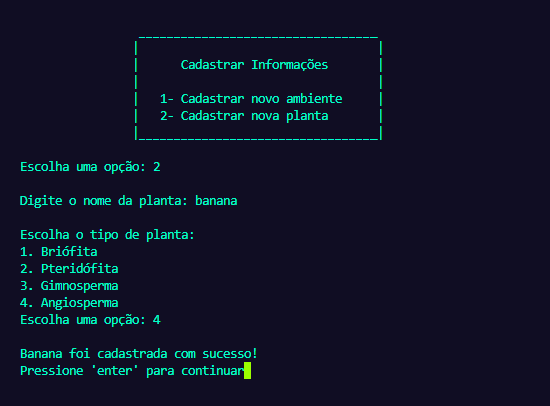 Cadastrar Informações
1- Cadastrar novo ambiente
2- Cadastrar nova planta
Escolha uma opção: 2
Digite o nome da planta: banana
Escolha o tipo de planta:
1. Briófita
2. Pteridófita
3. Gimnosperma
4. Angiosperma
Escolha uma opção: 4
Banana foi cadastrada com sucesso!
Pressione 'enter' para continuar